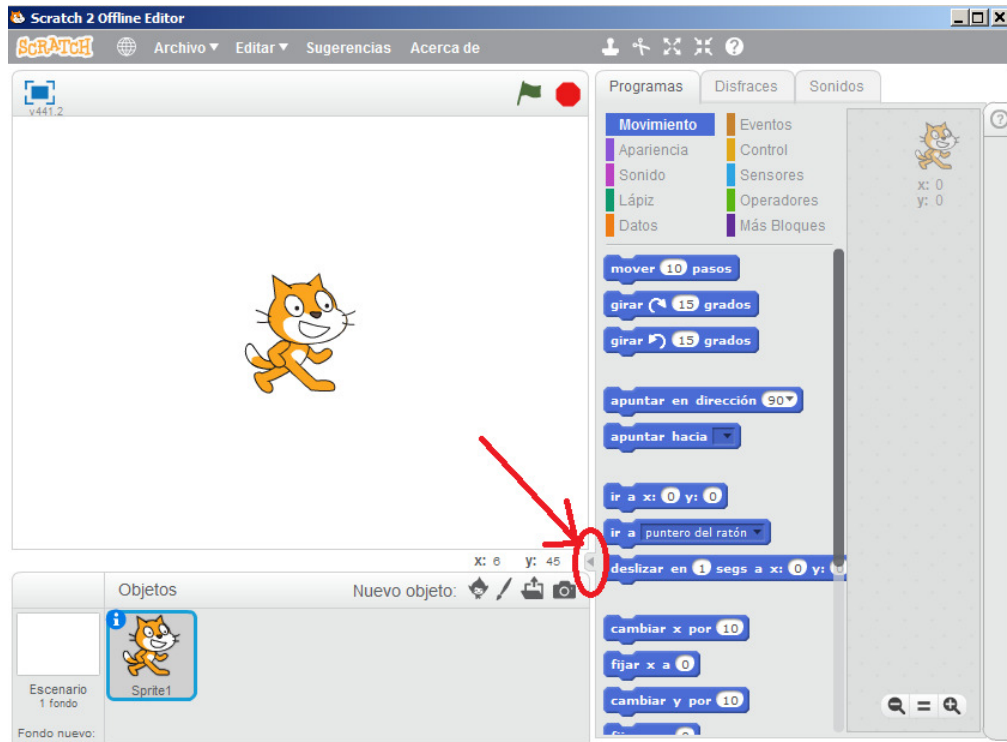 Scratch 2 Offline Editor
SCRATCH Archivo Editar Sugerencias Acerca de
v441.2
Programas Disfraces Sonidos
Movimiento Eventos
Apariencia Control
Sonido Sensores
Lápiz Operadores
Datos Más Bloques
x: 0
y: 0
mover 10 pasos
girar 15 grados
girar 15 grados
apuntar en dirección 90
apuntar hacia
ir a x: 0 y: 0
ir a puntero del ratón
deslizar en 1 segs a x: 0 y:
cambiar x por 10
fijar x a 0
cambiar y por 10
x: 6 y: 45
Objetos Nuevo objeto:
Sprite1
Escenario
1 fondo
Fondo nuevo: